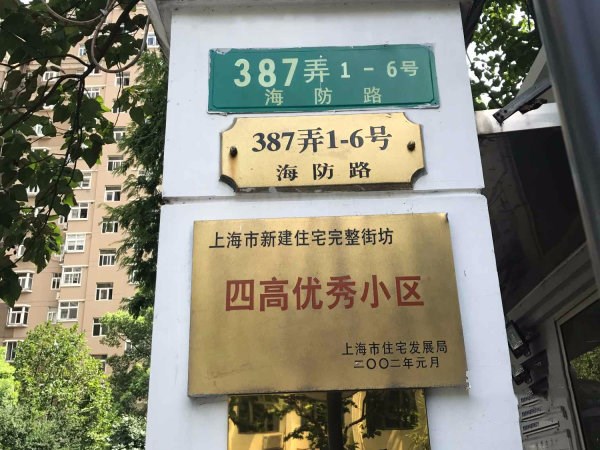 387弄1-6号
海防路
387弄1-6号
海防路
上海市新建住宅完整街坊
四高优秀小区
上海市住宅发展局
二〇〇二年元月